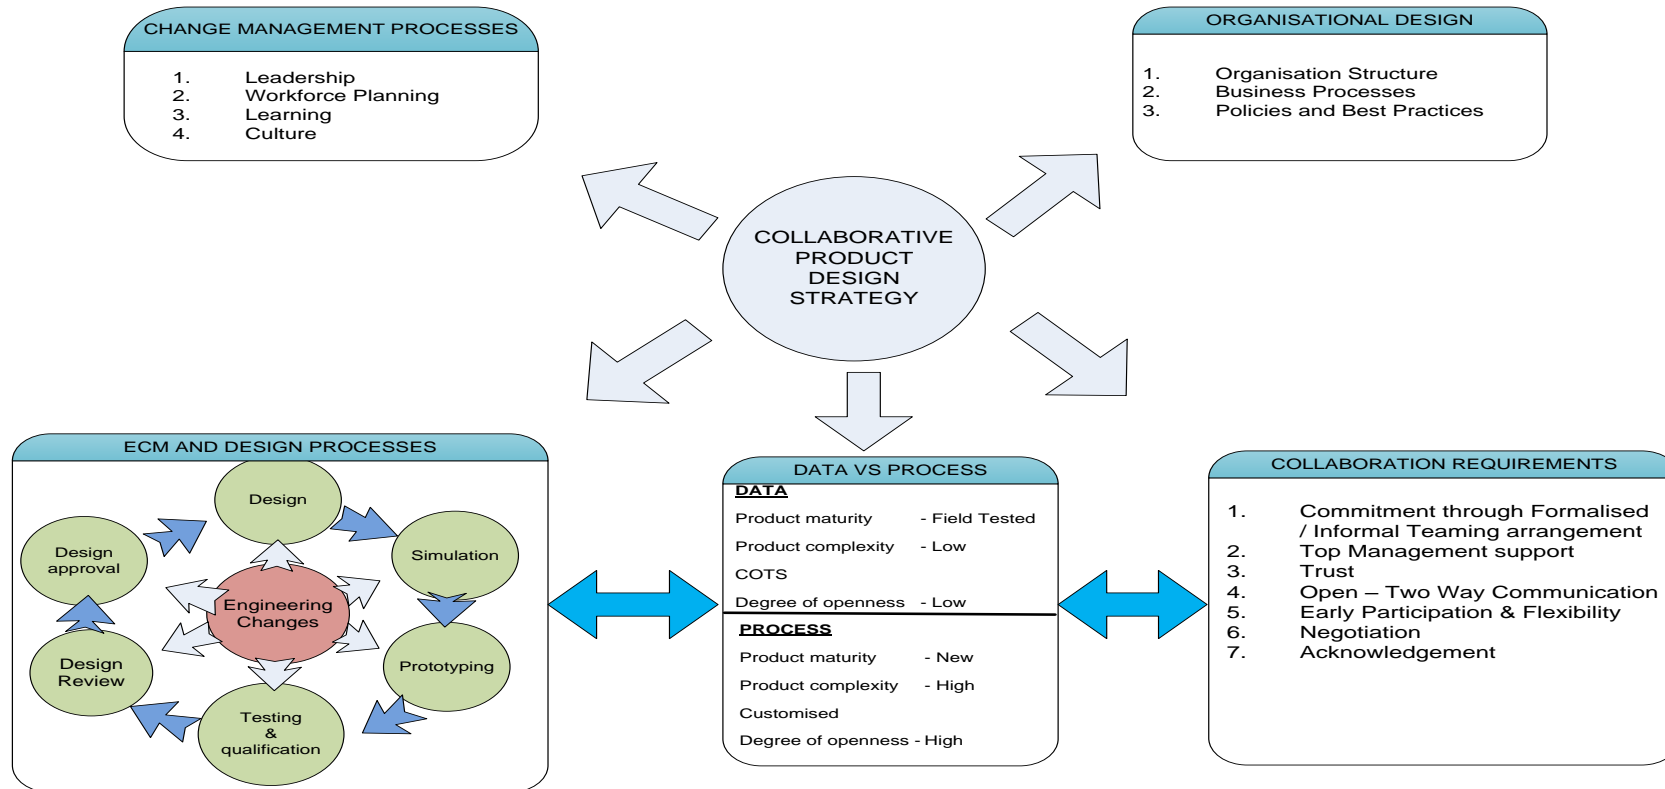 CHANGE MANAGEMENT PROCESSES
1. Leadership
2. Workforce Planning
3. Learning
4. Culture
ORGANISATIONAL DESIGN
1. Organisation Structure
2. Business Processes
3. Policies and Best Practices
COLLABORATIVE
PRODUCT
DESIGN
STRATEGY
ECM AND DESIGN PROCESSES
Design
Simulation
Prototyping
Testing
&
qualification
Design
Review
Design
approval
Engineering
Changes
DATA VS PROCESS
DATA
Product maturity - Field Tested
Product complexity - Low
COTS
Degree of openness - Low
PROCESS
Product maturity - New
Product complexity - High
Customised
Degree of openness - High
COLLABORATION REQUIREMENTS
1. Commitment through Formalised
/ Informal Teaming arrangement
2. Top Management support
3. Trust
4. Open – Two Way Communication
5. Early Participation & Flexibility
6. Negotiation
7. Acknowledgement